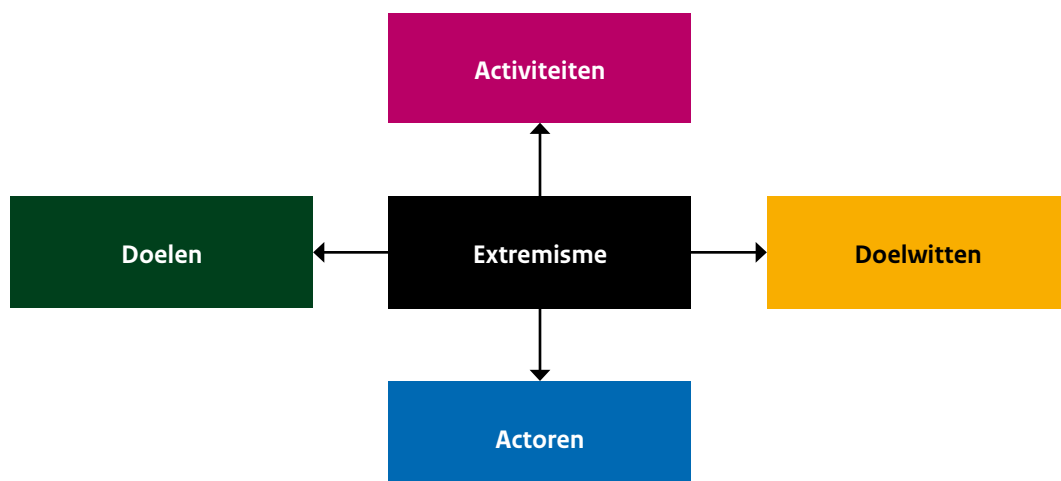 Activiteiten
Doelen
Extremisme
Doelwitten
Actoren